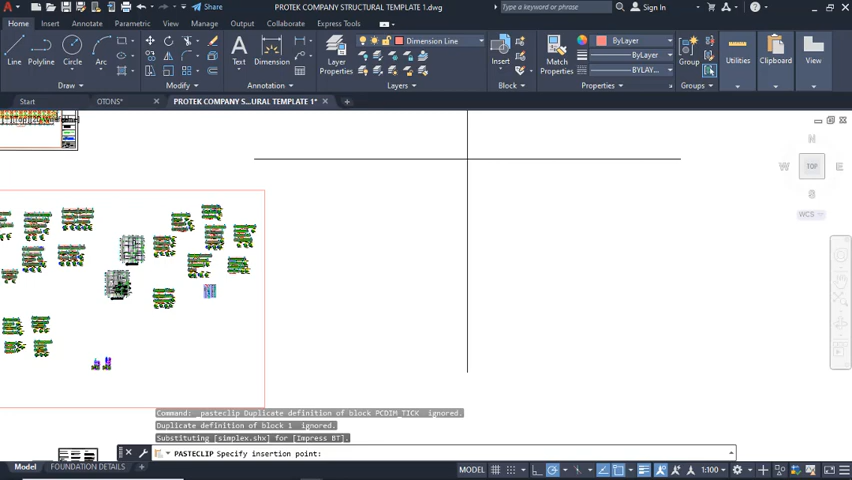 PROTEK COMPANY STRUCTURAL TEMPLATE 1.dwg
Share
Type a keyword or phrase
Home Insert Annotate Parametric View Manage Output Collaborate Express Tools
Line Polyline Circle Arc
Text Dimension
Layer Properties
Dimension Line
Insert
Match Properties
ByLayer
ByLayer
BYLAY...
Group
Utilities
Clipboard
View
Draw Modify Annotation Layers Block Properties Groups
Start OTONS* PROTEK COMPANY S...URAL TEMPLATE 1*
N
W TOP E
S
WCS
Command: _pasteclip Duplicate definition of block PCDIM_TICK ignored.
Duplicate definition of block 1 ignored.
Substituting [simplex.shx] for [Impress BT].
PASTECLIP Specify insertion point:
Model FOUNDATION DETAILS
MODEL
1:100